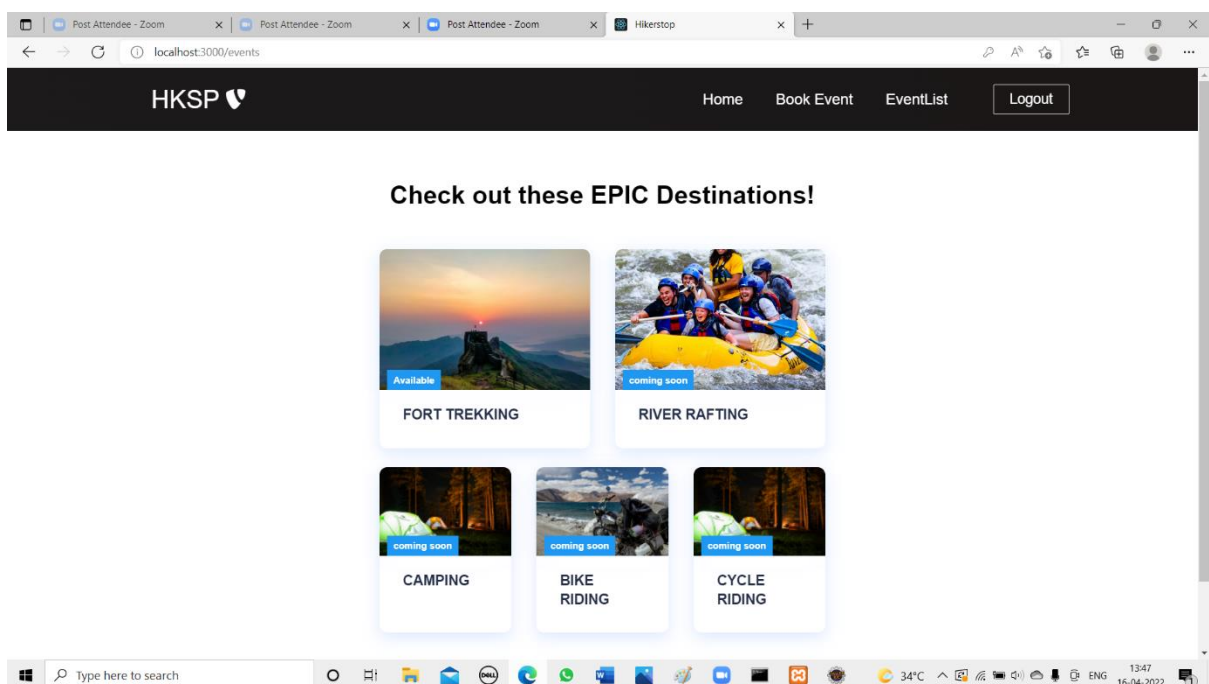 Post Attendee - Zoom
Post Attendee - Zoom
Post Attendee - Zoom
Hikerstop
localhost:3000/events
HKSP
Home Book Event EventList Logout
Check out these EPIC Destinations!
Available
coming soon
FORT TREKKING
RIVER RAFTING
coming soon
coming soon
coming soon
CAMPING
BIKE
RIDING
CYCLE
RIDING
Type here to search
DELL
34°C
ENG
13:47
16-04-2022
1